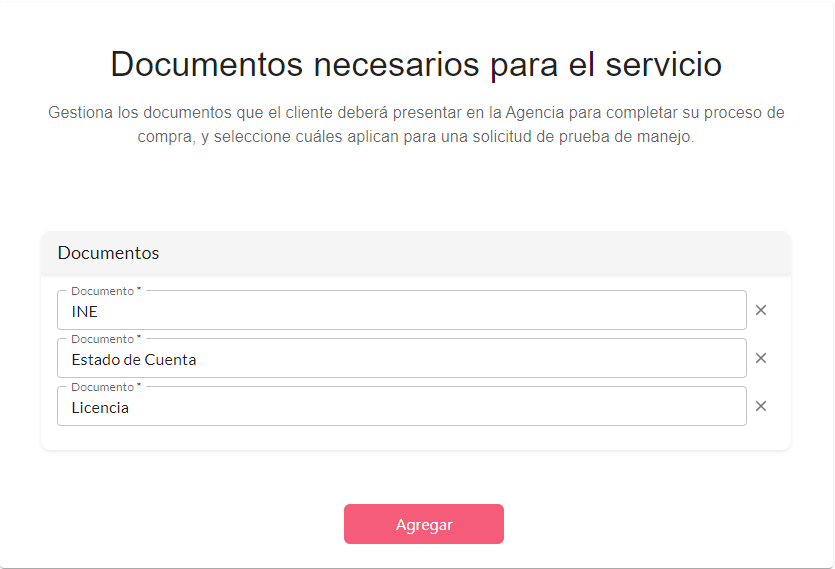 Documentos necesarios para el servicio
Gestiona los documentos que el cliente deberá presentar en la Agencia para completar su proceso de
compra, y seleccione cuáles aplican para una solicitud de prueba de manejo.
Documentos
Documento *
INE
Documento *
Estado de Cuenta
Documento *
Licencia
Agregar